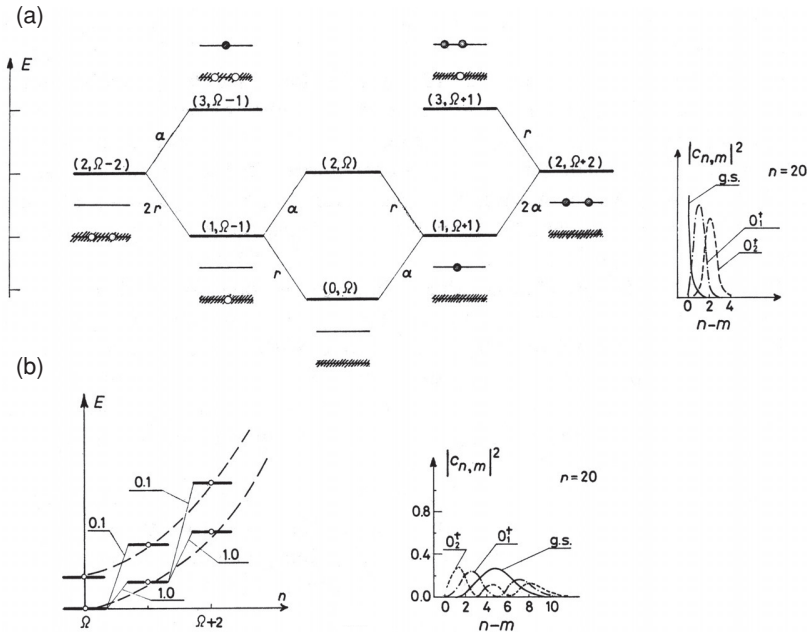 (a)
E
(3,Ω-1)
(3,Ω+1)
α
r
(2,Ω-2)
(2,Ω)
(2,Ω+2)
2r
α
r
2α
(1,Ω-1)
(1,Ω+1)
r
α
(0,Ω)
|Cn,m|²
g.s.
n=20
0₁⁺
0₂⁺
0 2 4
n-m
(b)
E
0.1
0.1
1.0
1.0
n
Ω
Ω+2
|Cn,m|²
n=20
0.8
0.4
0.0
0₂⁺
0₁⁺
g.s.
0 2 4 6 8 10
n-m